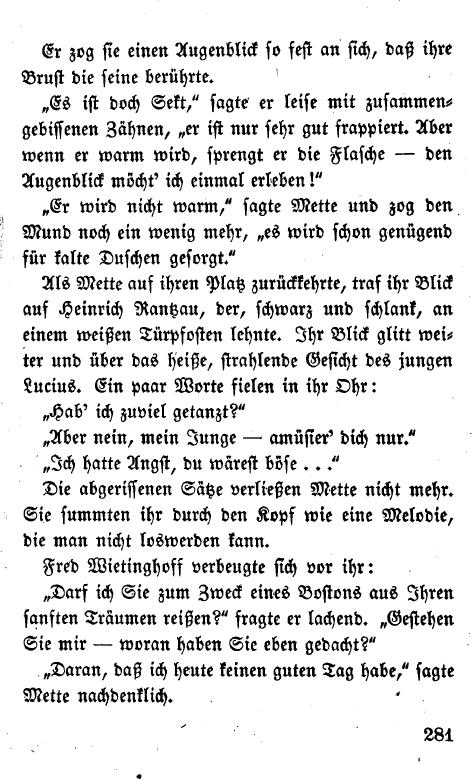 Er zog sie einen Augenblick so fest an sich, daß ihre
Brust die seine berührte.
„Es ist doch Sekt,“ sagte er leise mit zusammen-
gebissenen Zähnen, „er ist nur sehr gut frappiert. Aber
wenn er warm wird, sprengt er die Flasche — den
Augenblick möcht’ ich einmal erleben!“
„Er wird nicht warm,“ sagte Mette und zog den
Mund noch ein wenig mehr, „es wird schon genügend
für kalte Duschen gesorgt.“
Als Mette auf ihren Platz zurückkehrte, traf ihr Blick
auf Heinrich Rantzau, der, schwarz und schlank, an
einem weißen Türpfosten lehnte. Ihr Blick glitt wei-
ter und über das heiße, strahlende Gesicht des jungen
Lucius. Ein paar Worte fielen in ihr Ohr:
„Hab’ ich zuviel getanzt?“
„Aber nein, mein Junge — amüsier’ dich nur.“
„Ich hatte Angst, du wärest böse . . .“
Die abgerissenen Sätze verließen Mette nicht mehr.
Sie summten ihr durch den Kopf wie eine Melodie,
die man nicht loswerden kann.
Fred Wietinghoff verbeugte sich vor ihr:
„Darf ich Sie zum Zweck eines Bostons aus Ihren
sanften Träumen reißen?“ fragte er lachend. „Gestehen
Sie mir — woran haben Sie eben gedacht?“
„Daran, daß ich heute keinen guten Tag habe,“ sagte
Mette nachdenklich.
281